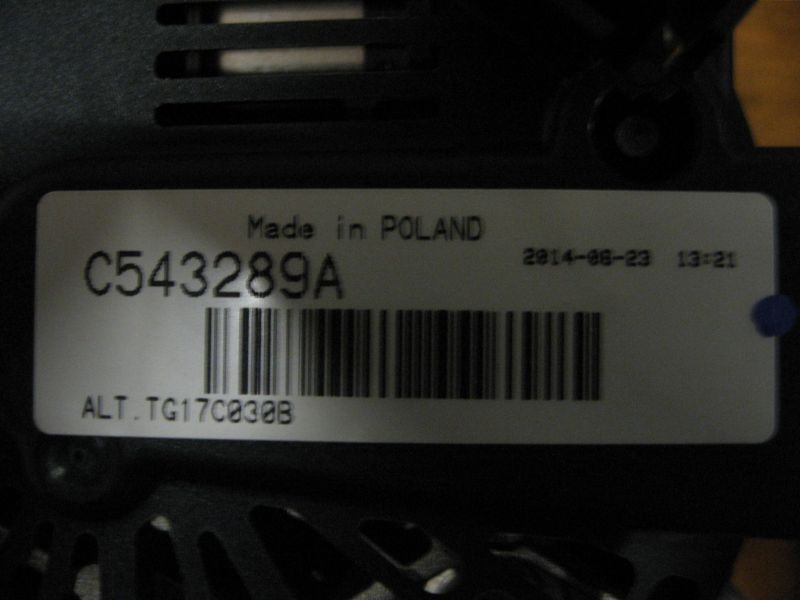 Made in POLAND
C543289A
2014-06-23 13:21
ALT.TG17C030B